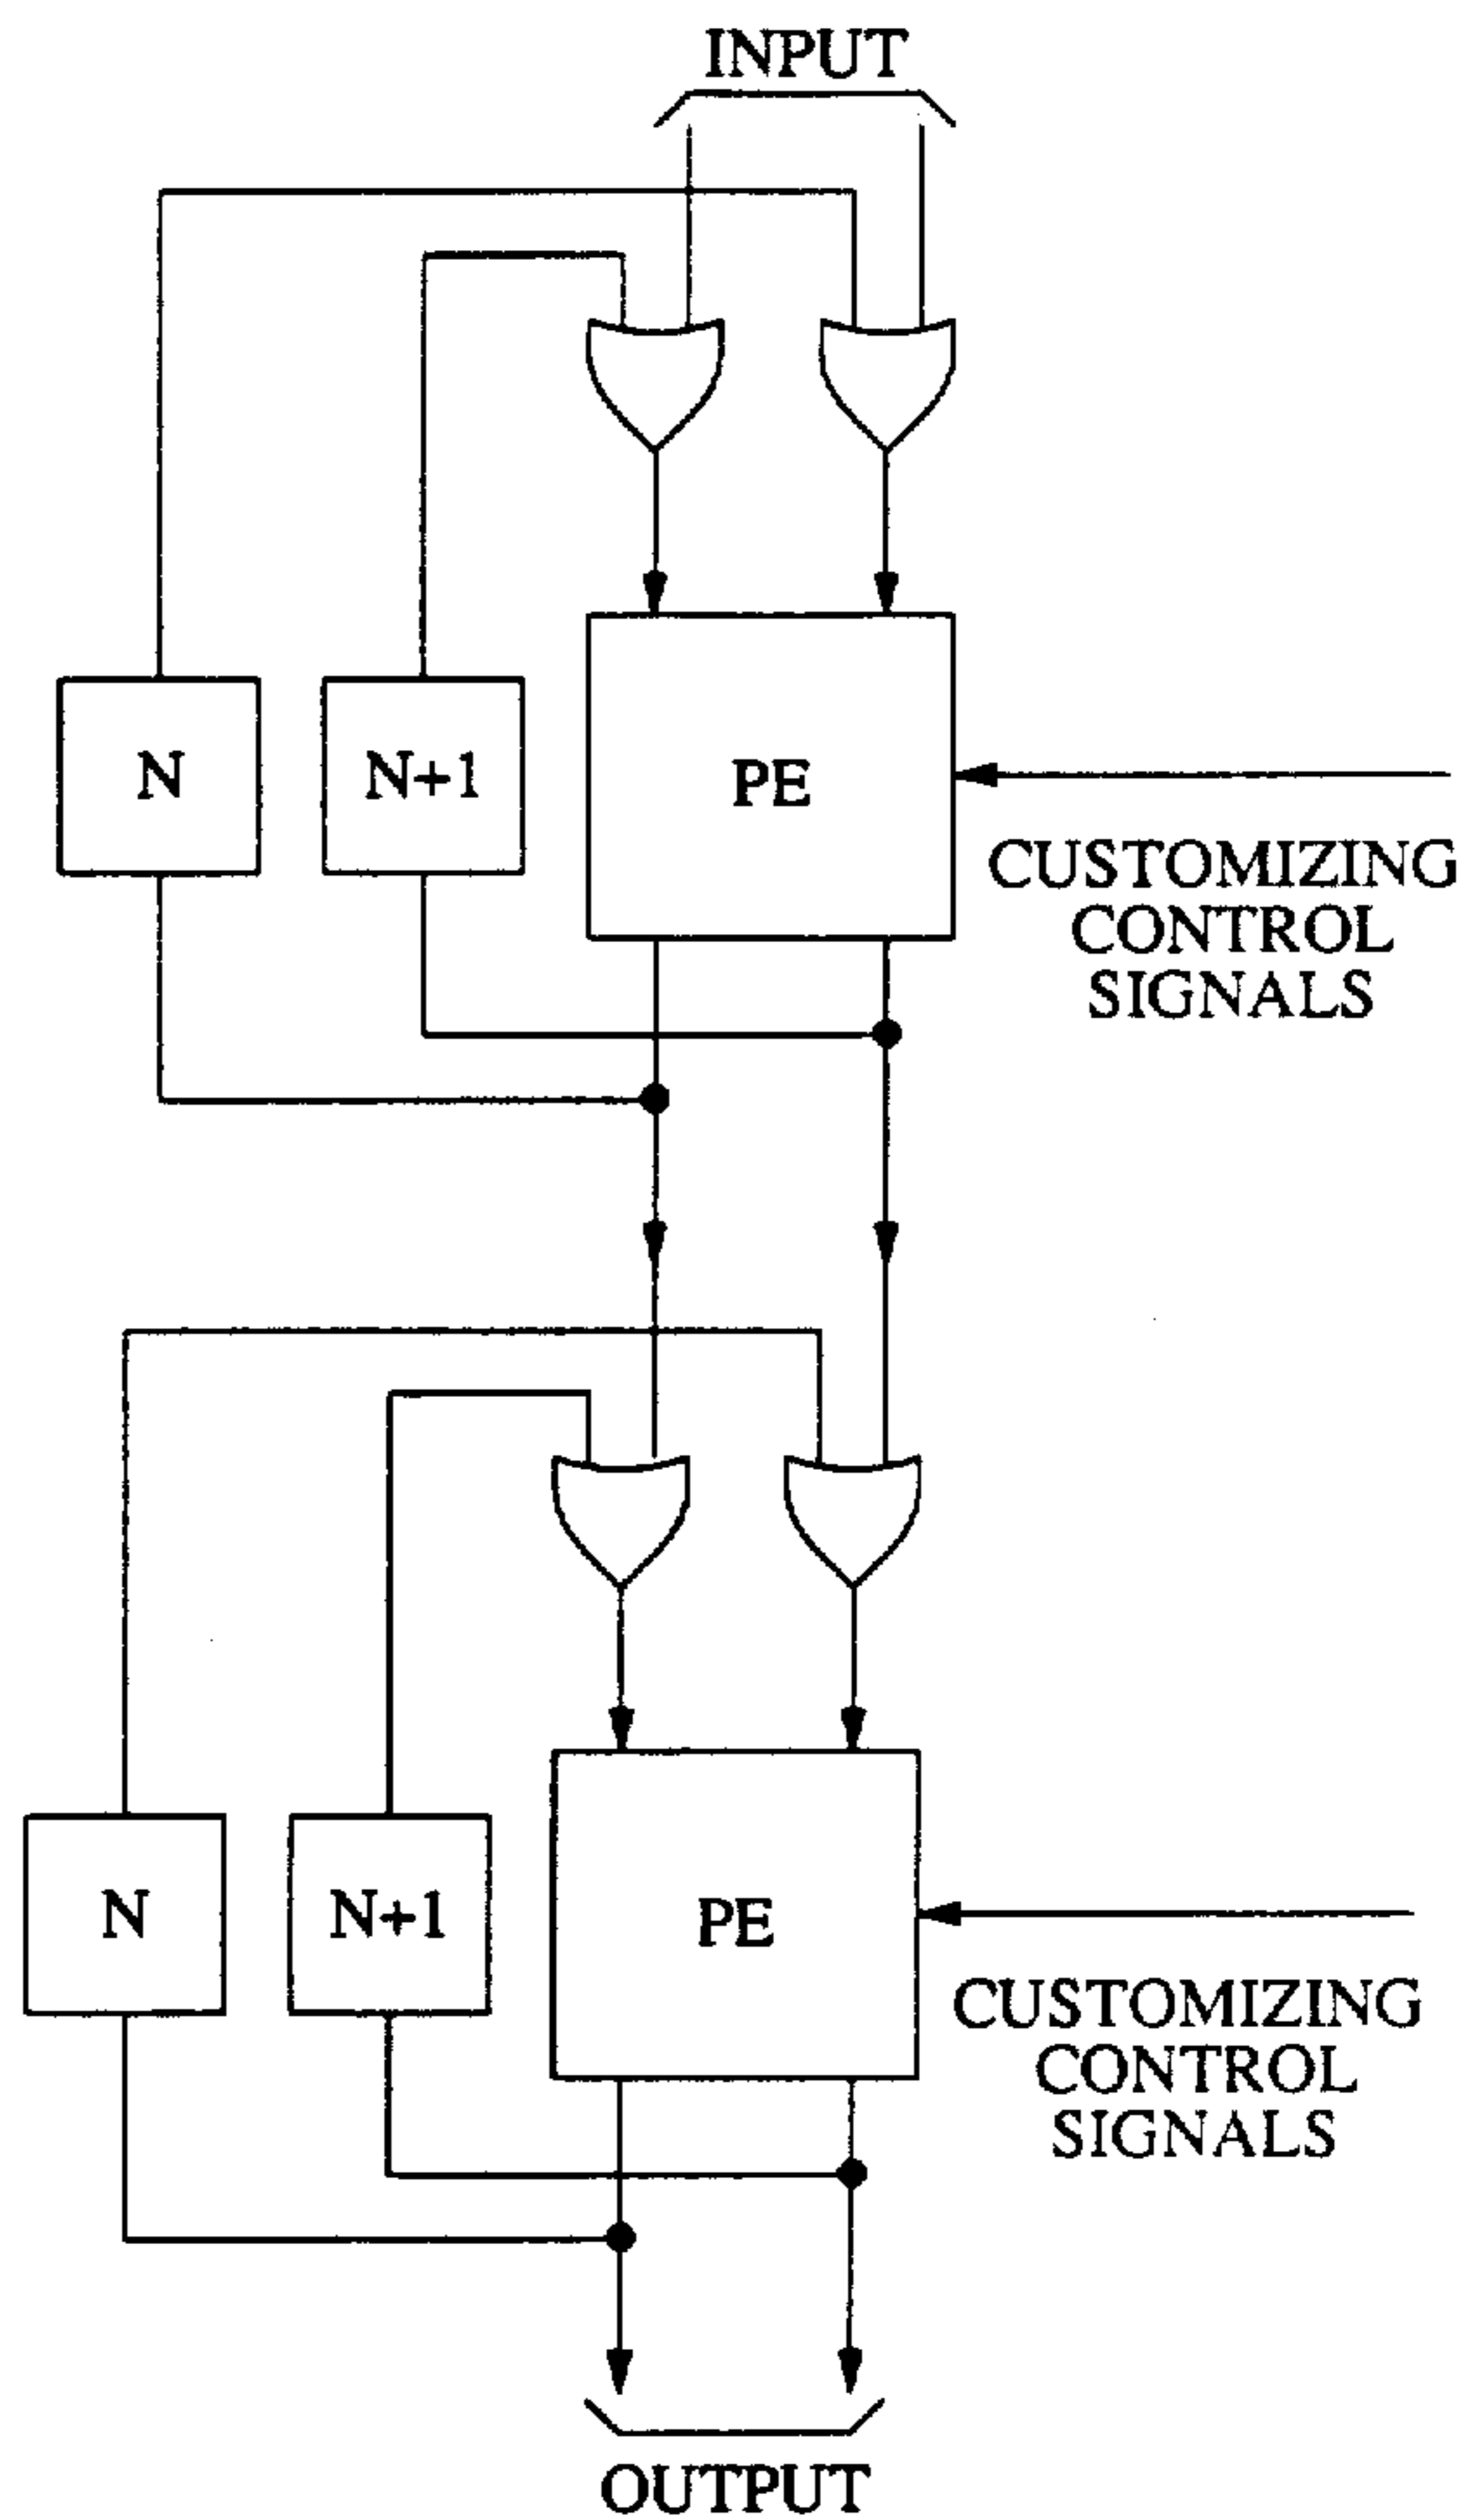 INPUT
N
N+1
PE
CUSTOMIZING
CONTROL
SIGNALS
N
N+1
PE
CUSTOMIZING
CONTROL
SIGNALS
OUTPUT